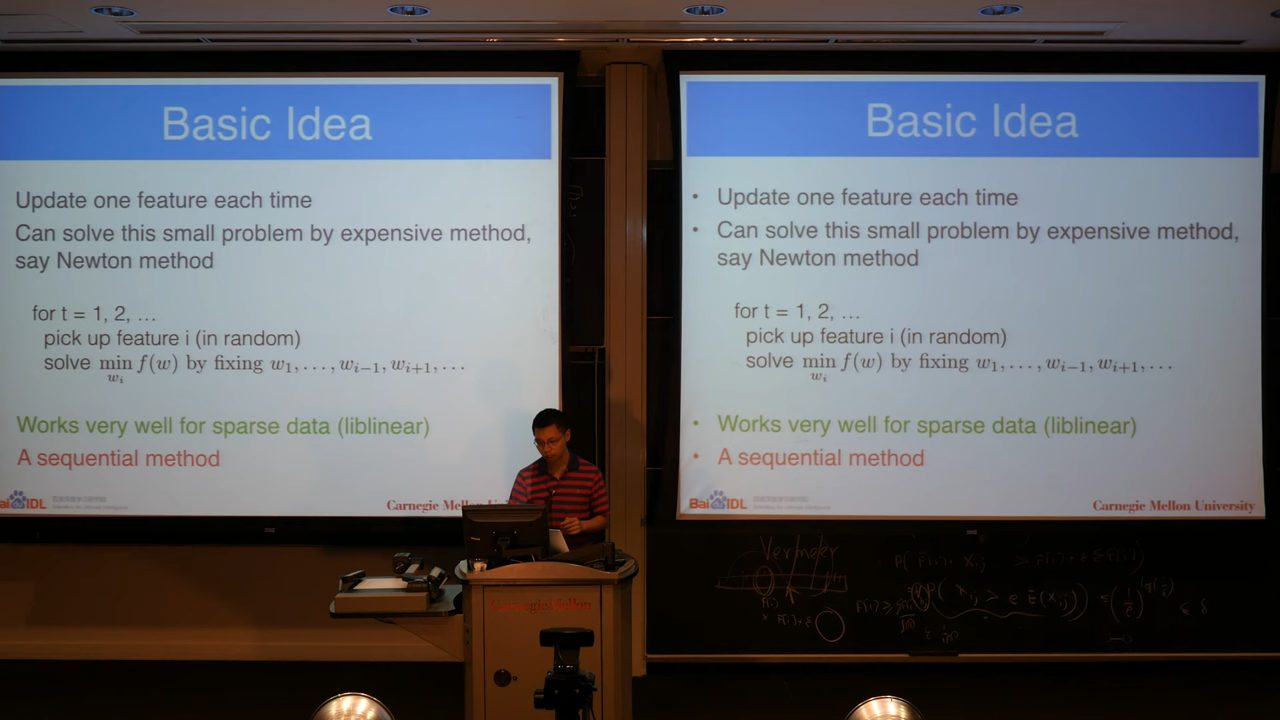 Basic Idea
Update one feature each time
Can solve this small problem by expensive method,
say Newton method
for t = 1, 2, …
pick up feature i (in random)
solve min f(w) by fixing w₁, . . . , wᵢ₋₁, wᵢ₊₁, . . .
wᵢ
Works very well for sparse data (liblinear)
A sequential method
Bai IDL
Carnegie Mellon
Basic Idea
• Update one feature each time
• Can solve this small problem by expensive method,
say Newton method
for t = 1, 2, …
pick up feature i (in random)
solve min f(w) by fixing w₁, . . . , wᵢ₋₁, wᵢ₊₁, . . .
wᵢ
• Works very well for sparse data (liblinear)
• A sequential method
Bai IDL
Carnegie Mellon University
Carnegie Mellon